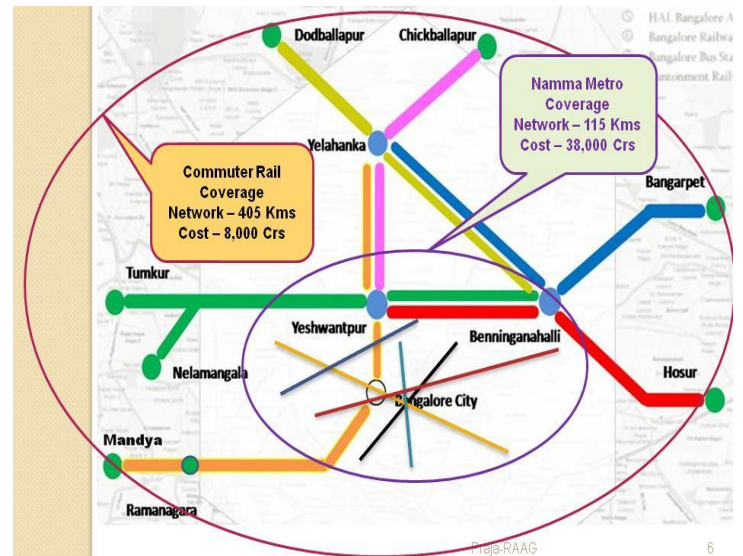 Dodballapur
Chickballapur
HAL Bangalore A
Bangalore Railwa
Bangalore Bus Sta
antonment Rail
Namma Metro
Coverage
Network – 115 Kms
Cost – 38,000 Crs
Yelahanka
Commuter Rail
Coverage
Network – 405 Kms
Cost – 8,000 Crs
Bangarpet
Tumkur
Yeshwantpur
Benninganahalli
Nelamangala
Hosur
Bangalore City
Mandya
Ramanagara
Praja-RAAG
6